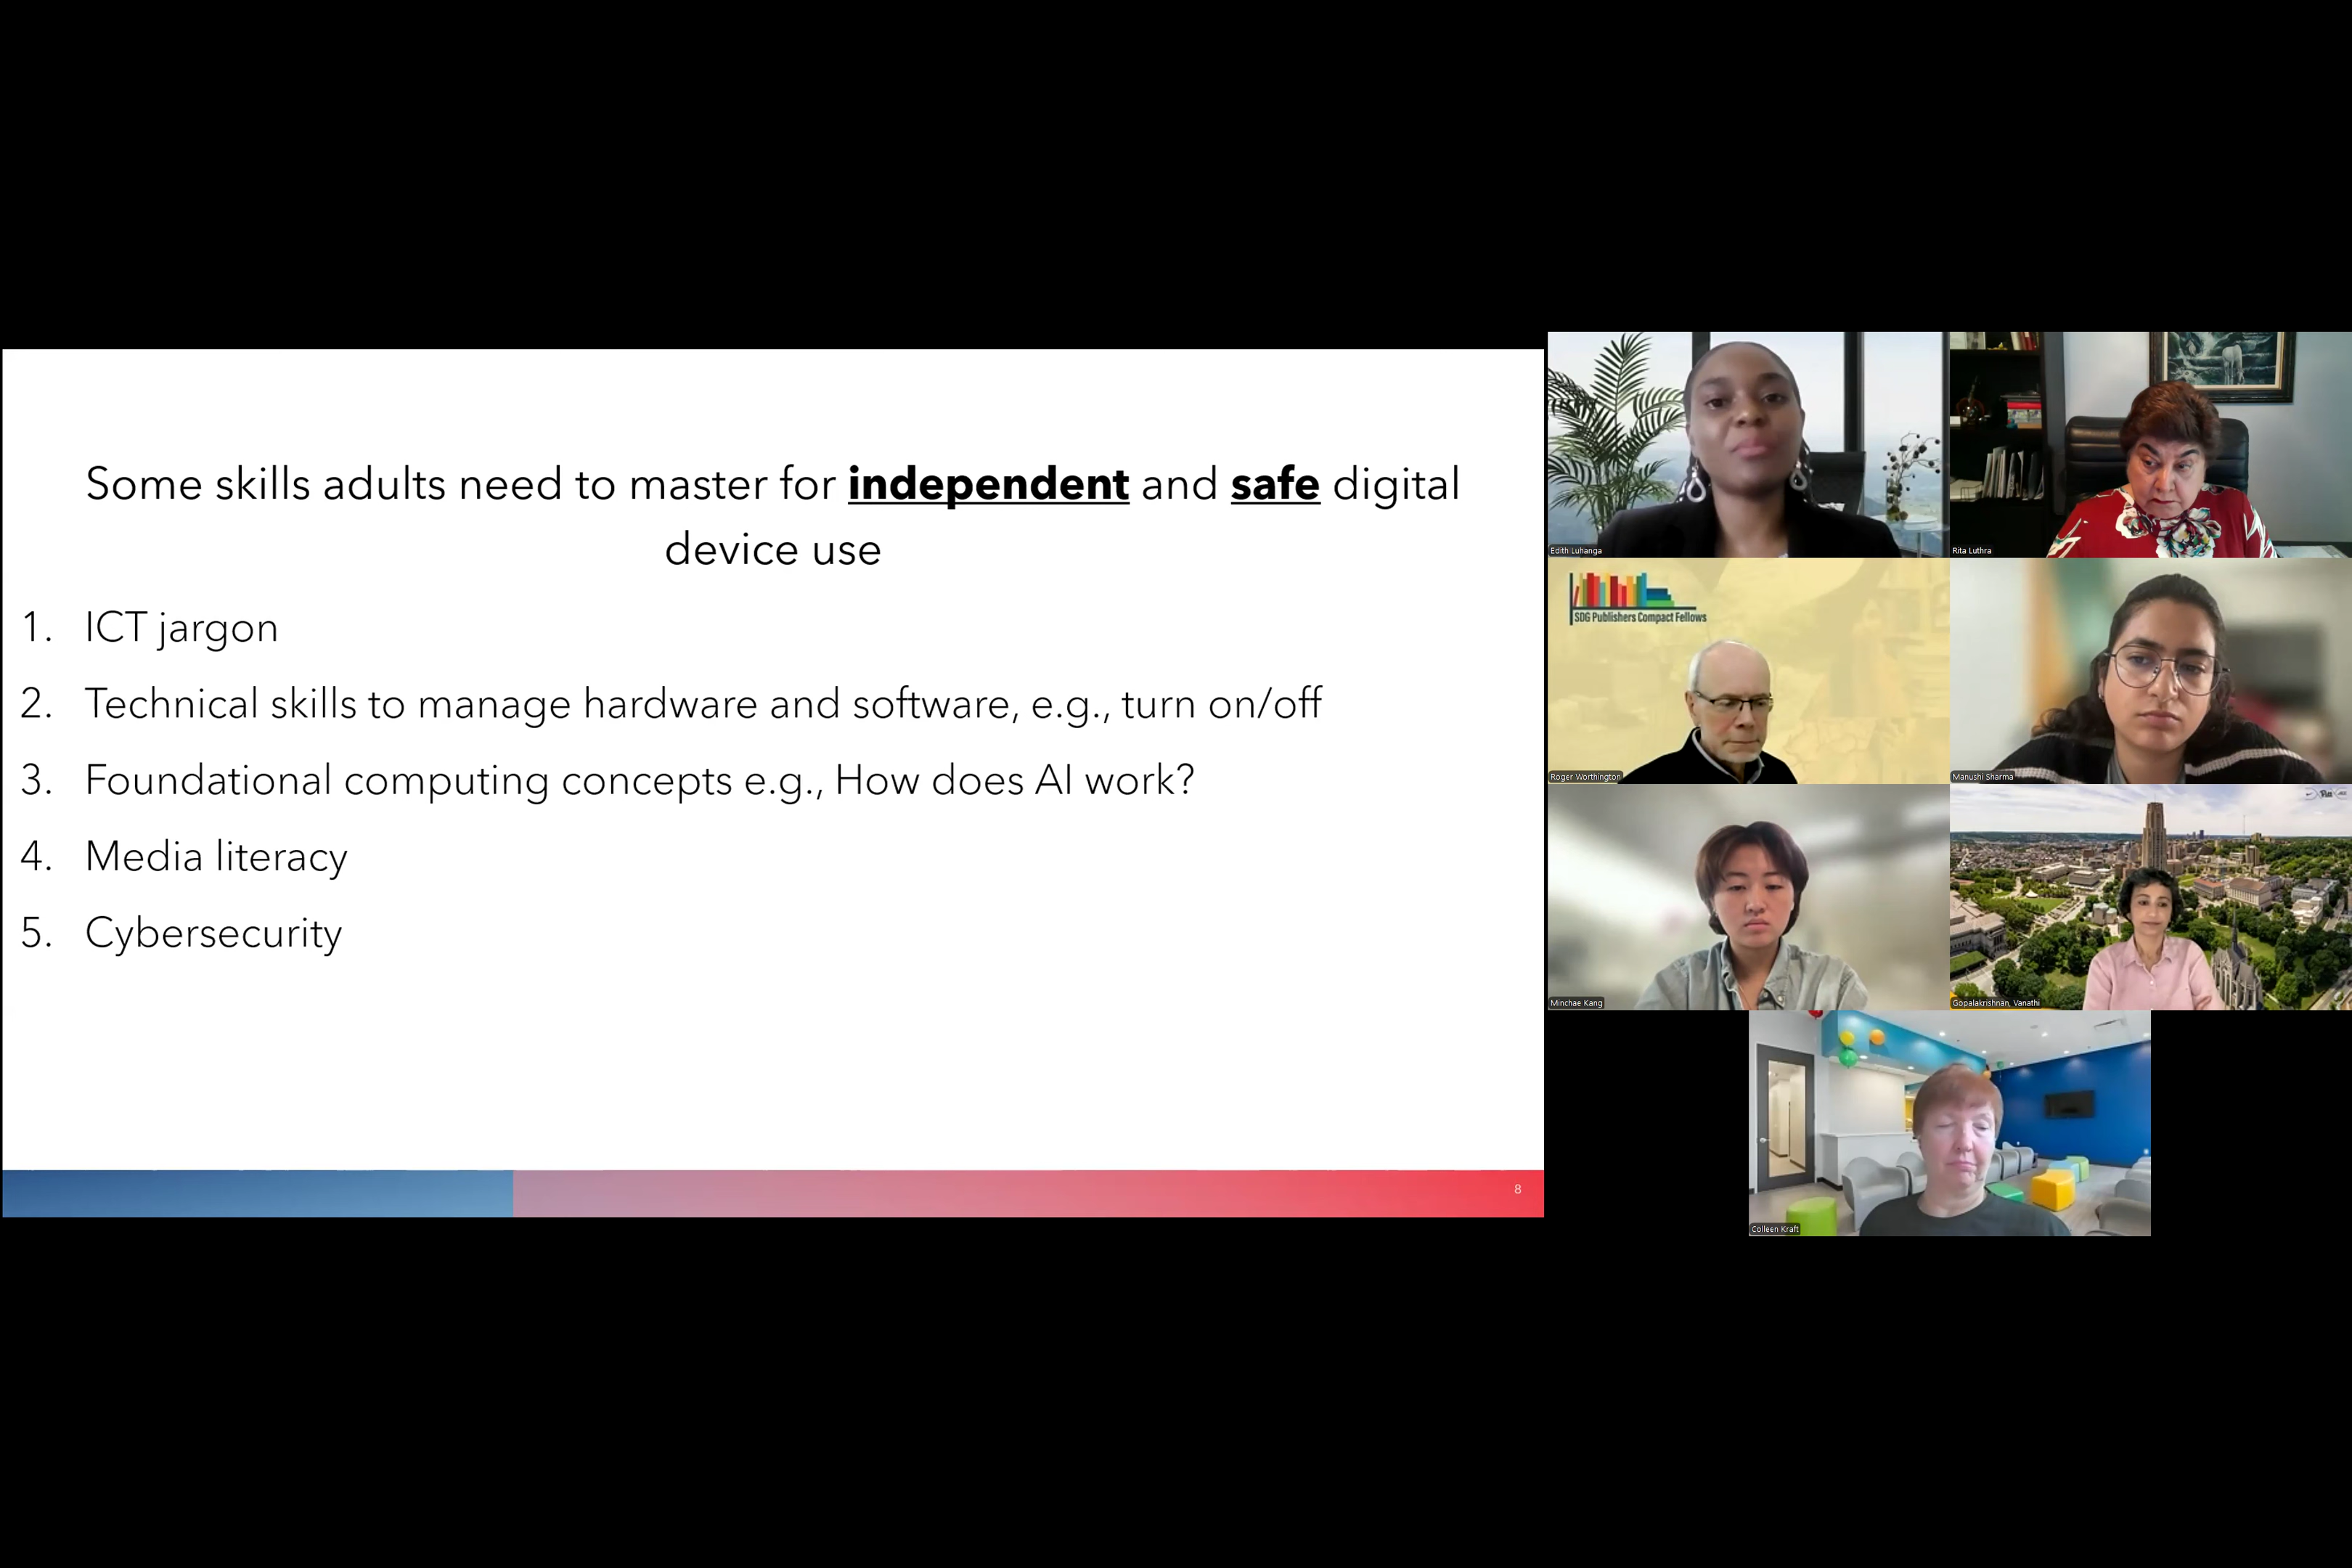 Some skills adults need to master for independent and safe digital
device use
1. ICT jargon
2. Technical skills to manage hardware and software, e.g., turn on/off
3. Foundational computing concepts e.g., How does AI work?
4. Media literacy
5. Cybersecurity
8
Edith Luhanga
Rita Luthra
SDG Publishers Compact Fellows
Roger Worthington
Manushi Sharma
Minchae Kang
Pitt
Gopalakrishnan, Vanathi
Colleen Kraft